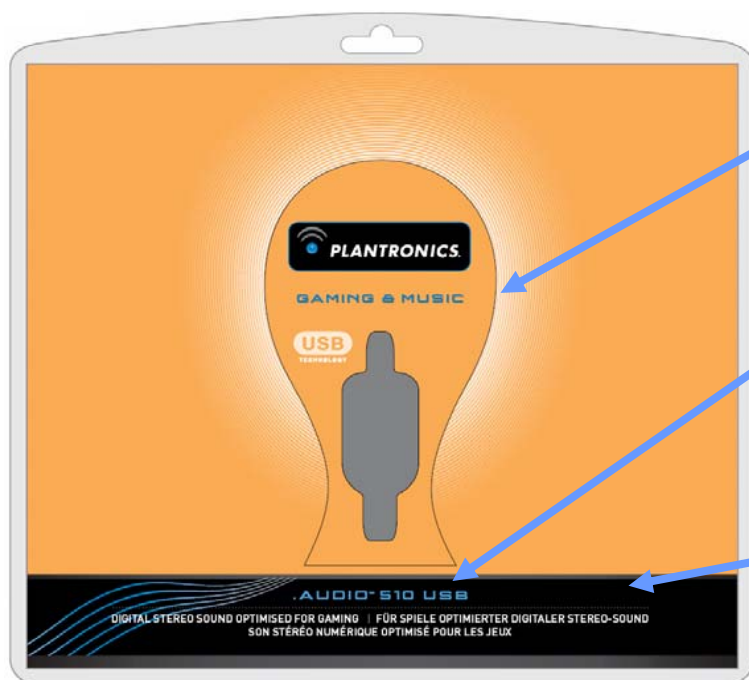 PLANTRONICS.
GAMING & MUSIC
USB
TECHNOLOGY
.AUDIO™ 510 USB
DIGITAL STEREO SOUND OPTIMISED FOR GAMING | FÜR SPIELE OPTIMIERTER DIGITALER STEREO-SOUND
SON STÉRÉO NUMÉRIQUE OPTIMISÉ POUR LES JEUX